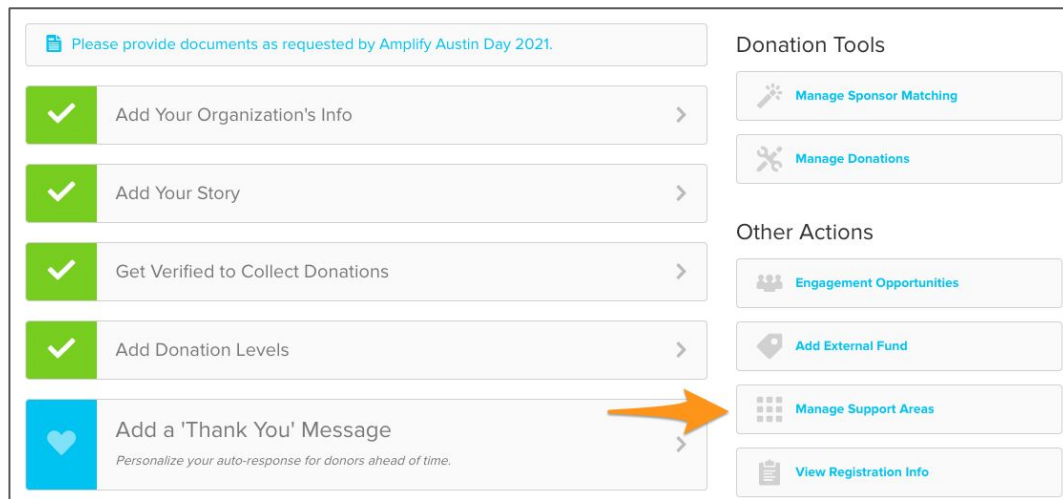 Please provide documents as requested by Amplify Austin Day 2021.
Add Your Organization's Info
Add Your Story
Get Verified to Collect Donations
Add Donation Levels
Add a 'Thank You' Message
Personalize your auto-response for donors ahead of time.
Donation Tools
Manage Sponsor Matching
Manage Donations
Other Actions
Engagement Opportunities
Add External Fund
Manage Support Areas
View Registration Info